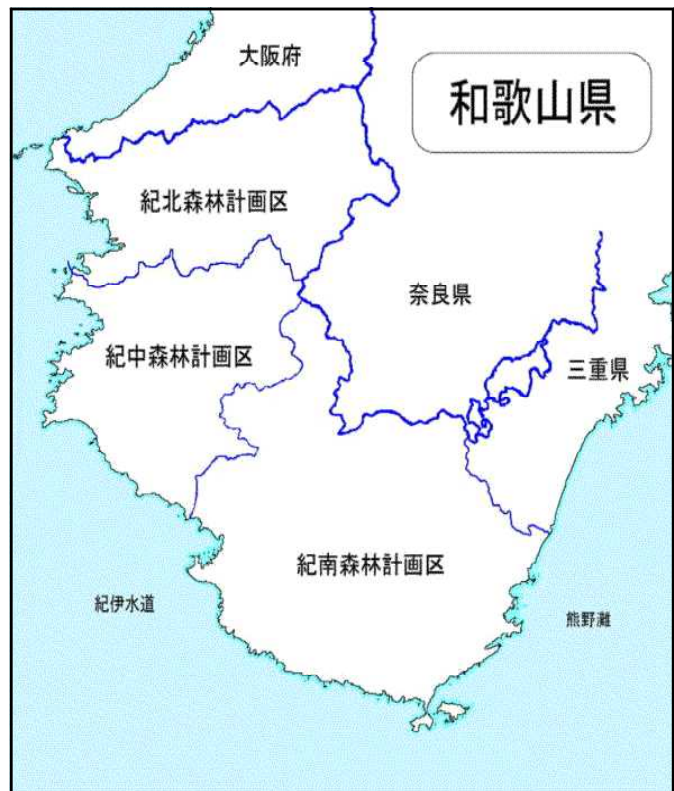 大阪府
和歌山県
紀北森林計画区
奈良県
紀中森林計画区
三重県
紀南森林計画区
紀伊水道
熊野灘